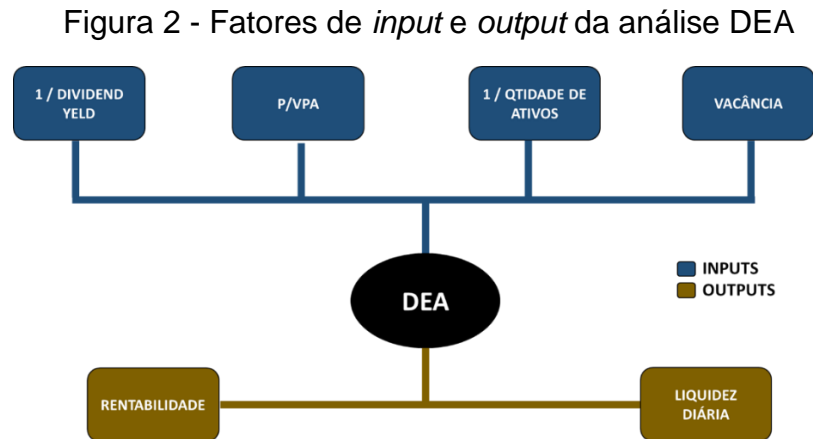 Figura 2 - Fatores de input e output da análise DEA
1 / DIVIDEND
YELD
P/VPA
1 / QTIDADE DE
ATIVOS
VACÂNCIA
DEA
INPUTS
OUTPUTS
RENTABILIDADE
LIQUIDEZ
DIÁRIA